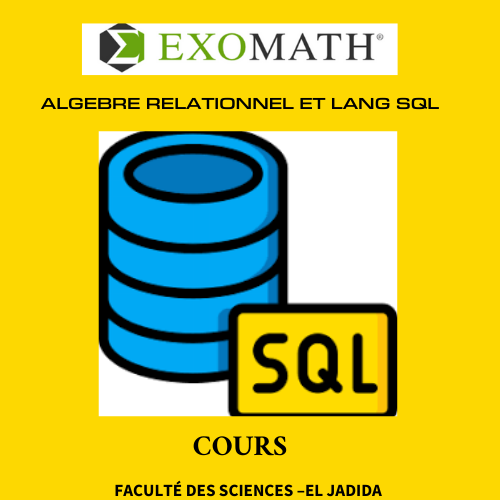 EXOMATH®
ALGEBRE RELATIONNEL ET LANG SQL
SQL
COURS
FACULTÉ DES SCIENCES –EL JADIDA